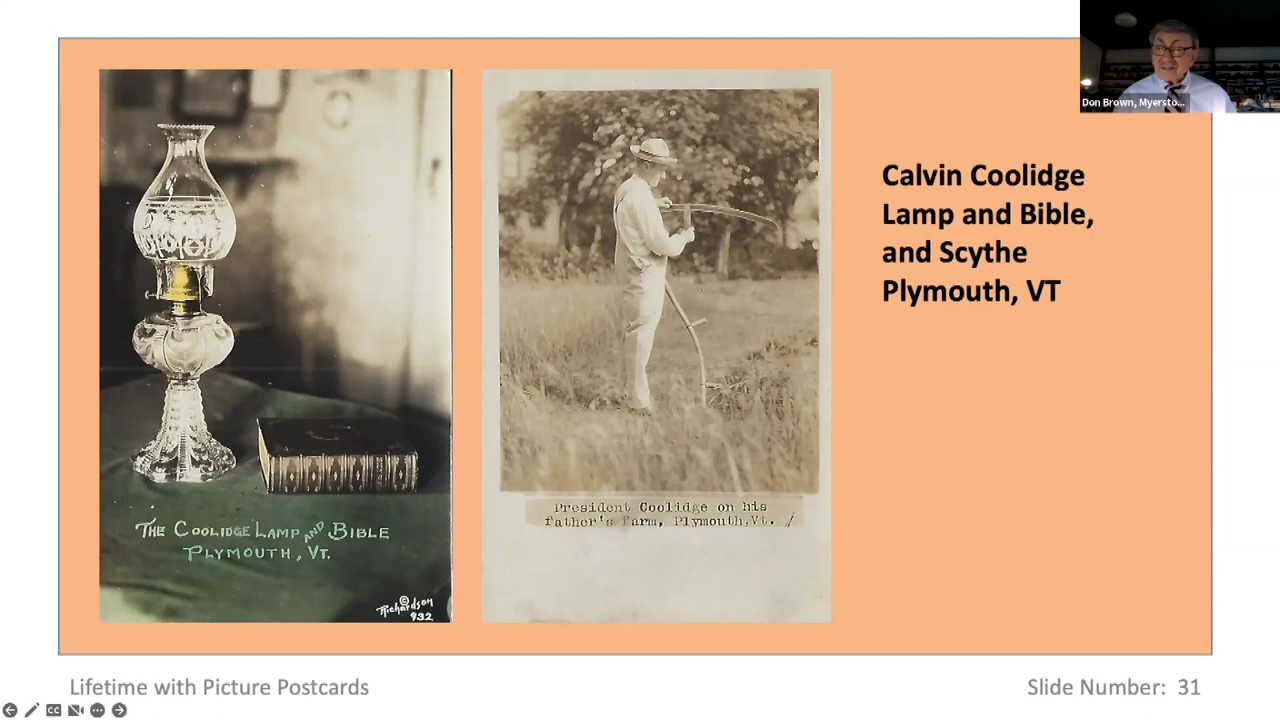 Don Brown, Myersto...
Calvin Coolidge
Lamp and Bible,
and Scythe
Plymouth, VT
THE COOLIDGE LAMP AND BIBLE
PLYMOUTH, VT.
© Richardson
932
President Coolidge on his
father's farm, Plymouth,Vt. /
Lifetime with Picture Postcards
Slide Number: 31
CC